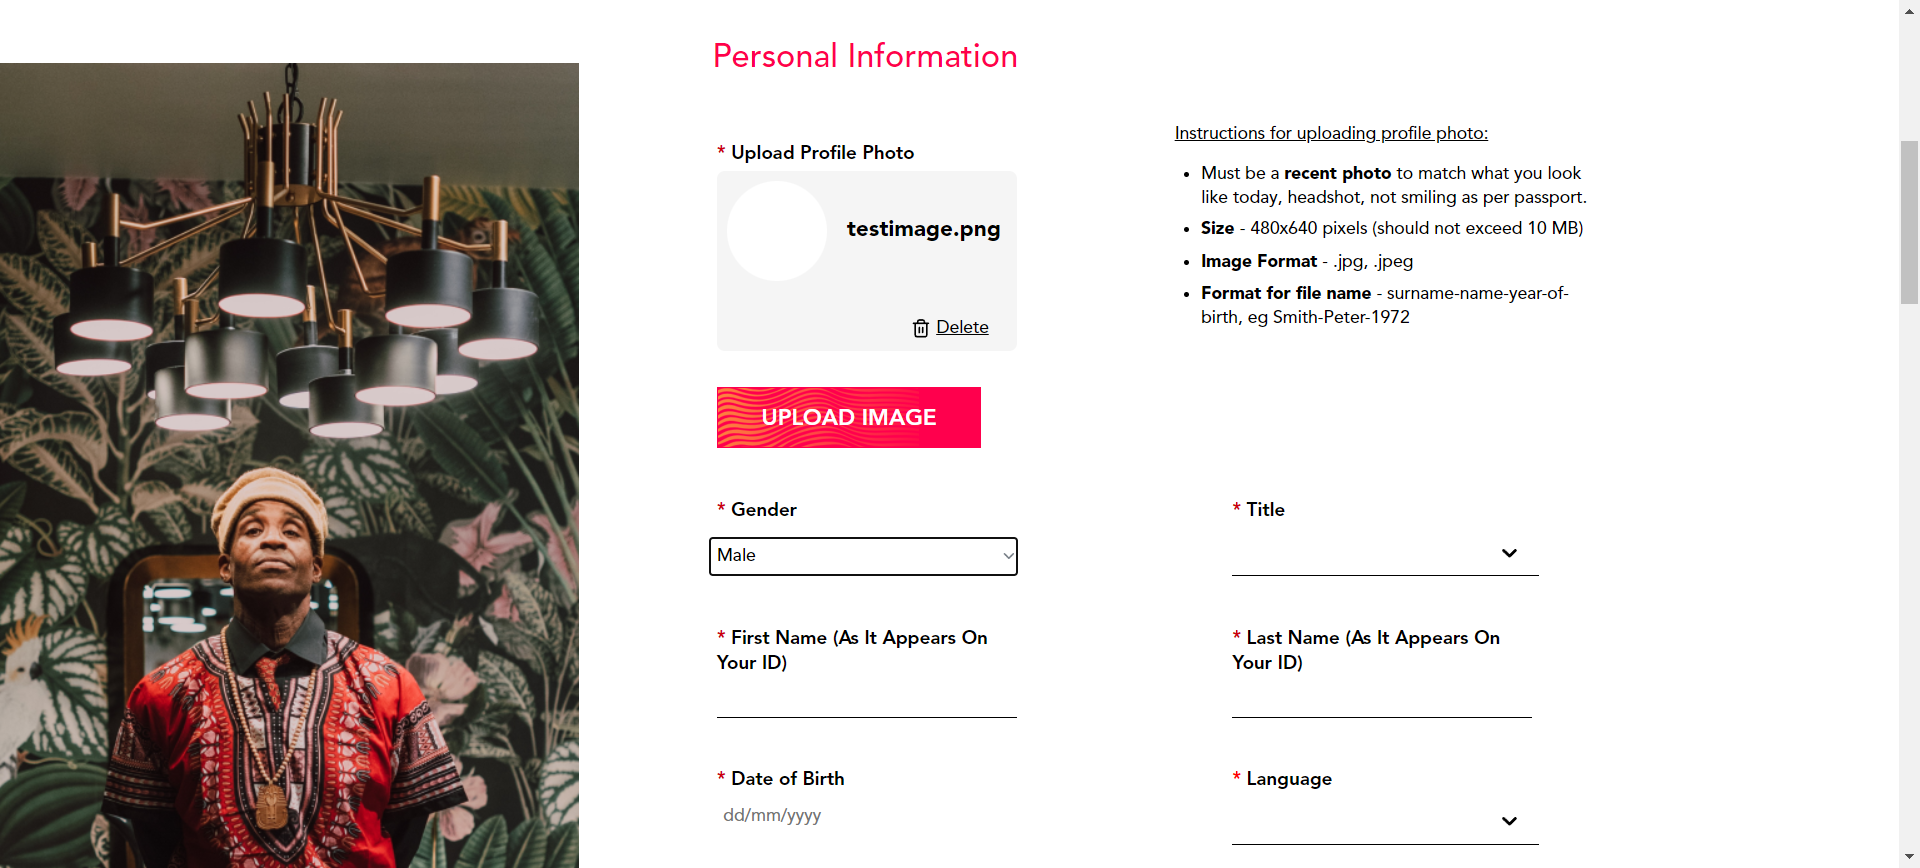 Personal Information
* Upload Profile Photo
testimage.png
Delete
UPLOAD IMAGE
Instructions for uploading profile photo:
• Must be a recent photo to match what you look
like today, headshot, not smiling as per passport.
• Size - 480x640 pixels (should not exceed 10 MB)
• Image Format - .jpg, .jpeg
• Format for file name - surname-name-year-of-
birth, eg Smith-Peter-1972
* Gender
Male
* Title
* First Name (As It Appears On
Your ID)
* Last Name (As It Appears On
Your ID)
* Date of Birth
dd/mm/yyyy
* Language